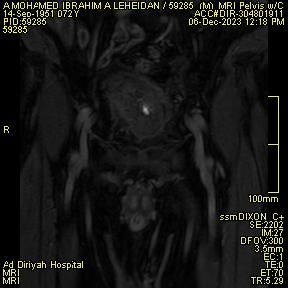 A MOHAMED IBRAHIM A LEHEIDAN / 59285 (M) MRI Pelvis w/C
14-Sep-1951 072Y ACC#DIR-304801911
PID:59285 06-Dec-2023 12:18 PM
59285
R
100mm
ssmDIXON_C+
SE:2202
IM:27
DFOV:300
3.5mm
EC:1
Ad Diriyah Hospital TE:0
MRI ET:70
MRI TR:5.29